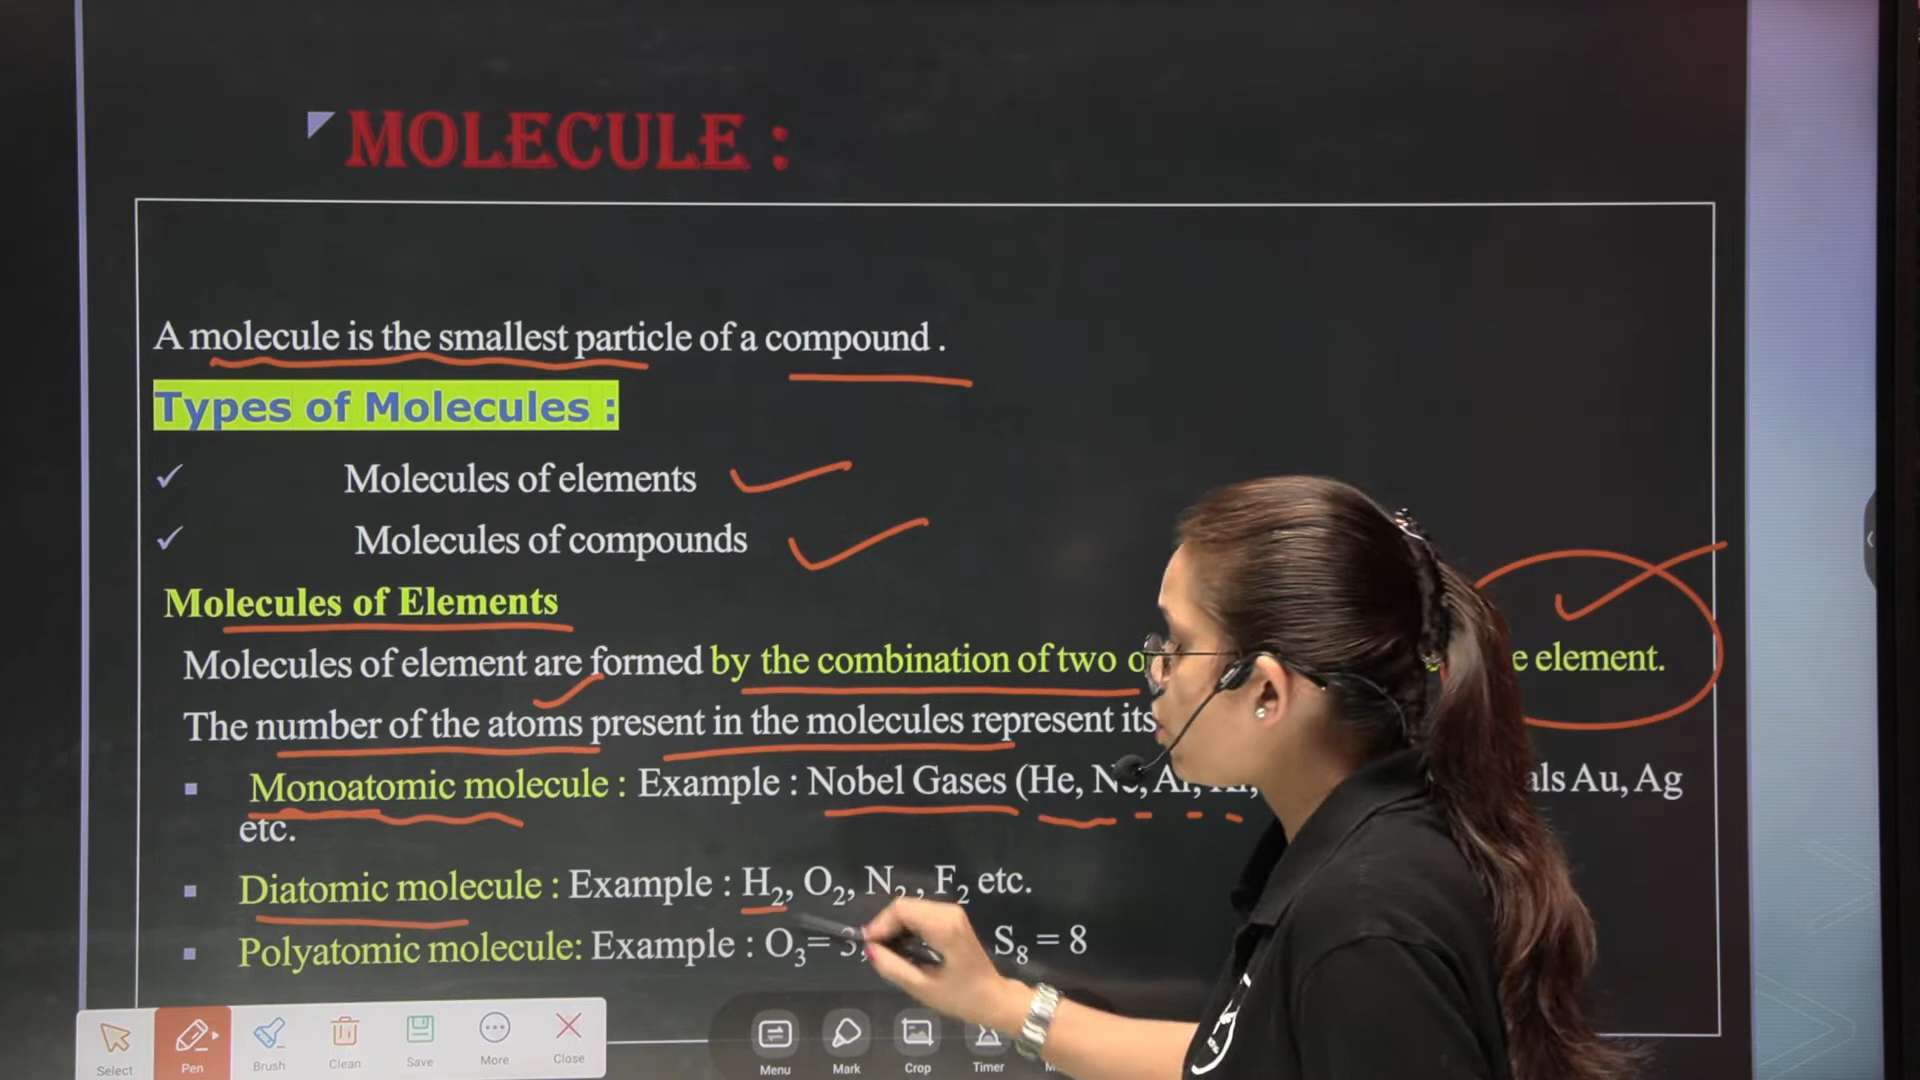 MOLECULE :
A molecule is the smallest particle of a compound .
Types of Molecules :
✓ Molecules of elements
✓ Molecules of compounds
Molecules of Elements
Molecules of element are formed by the combination of two e element.
The number of the atoms present in the molecules represent its
▪ Monoatomic molecule : Example : Nobel Gases (He, Ne, Ar, als Au, Ag
etc.
▪ Diatomic molecule : Example : H₂, O₂, N₂ , F₂ etc.
▪ Polyatomic molecule: Example : O₃= 3, S₈ = 8
Select Pen Brush Clean Save More Close
Menu Mark Crop Timer